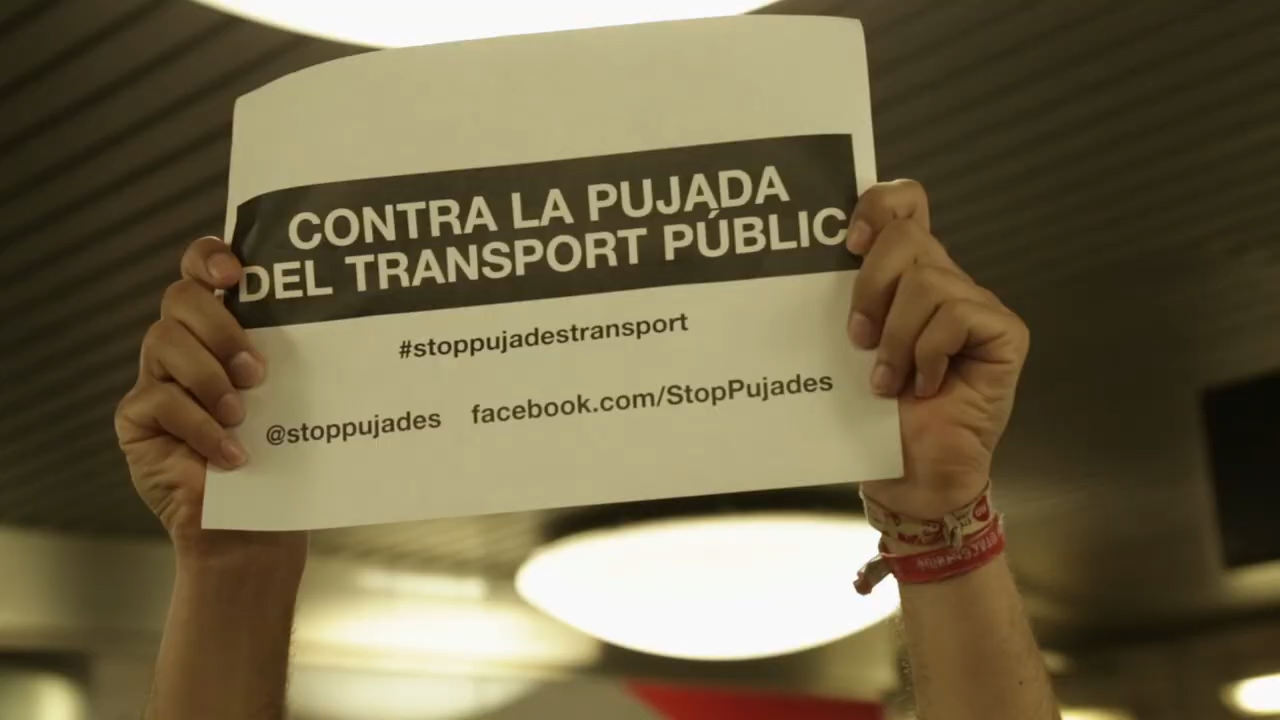 CONTRA LA PUJADA
DEL TRANSPORT PÚBLIC
#stoppujadestransport
@stoppujades facebook.com/StopPujades